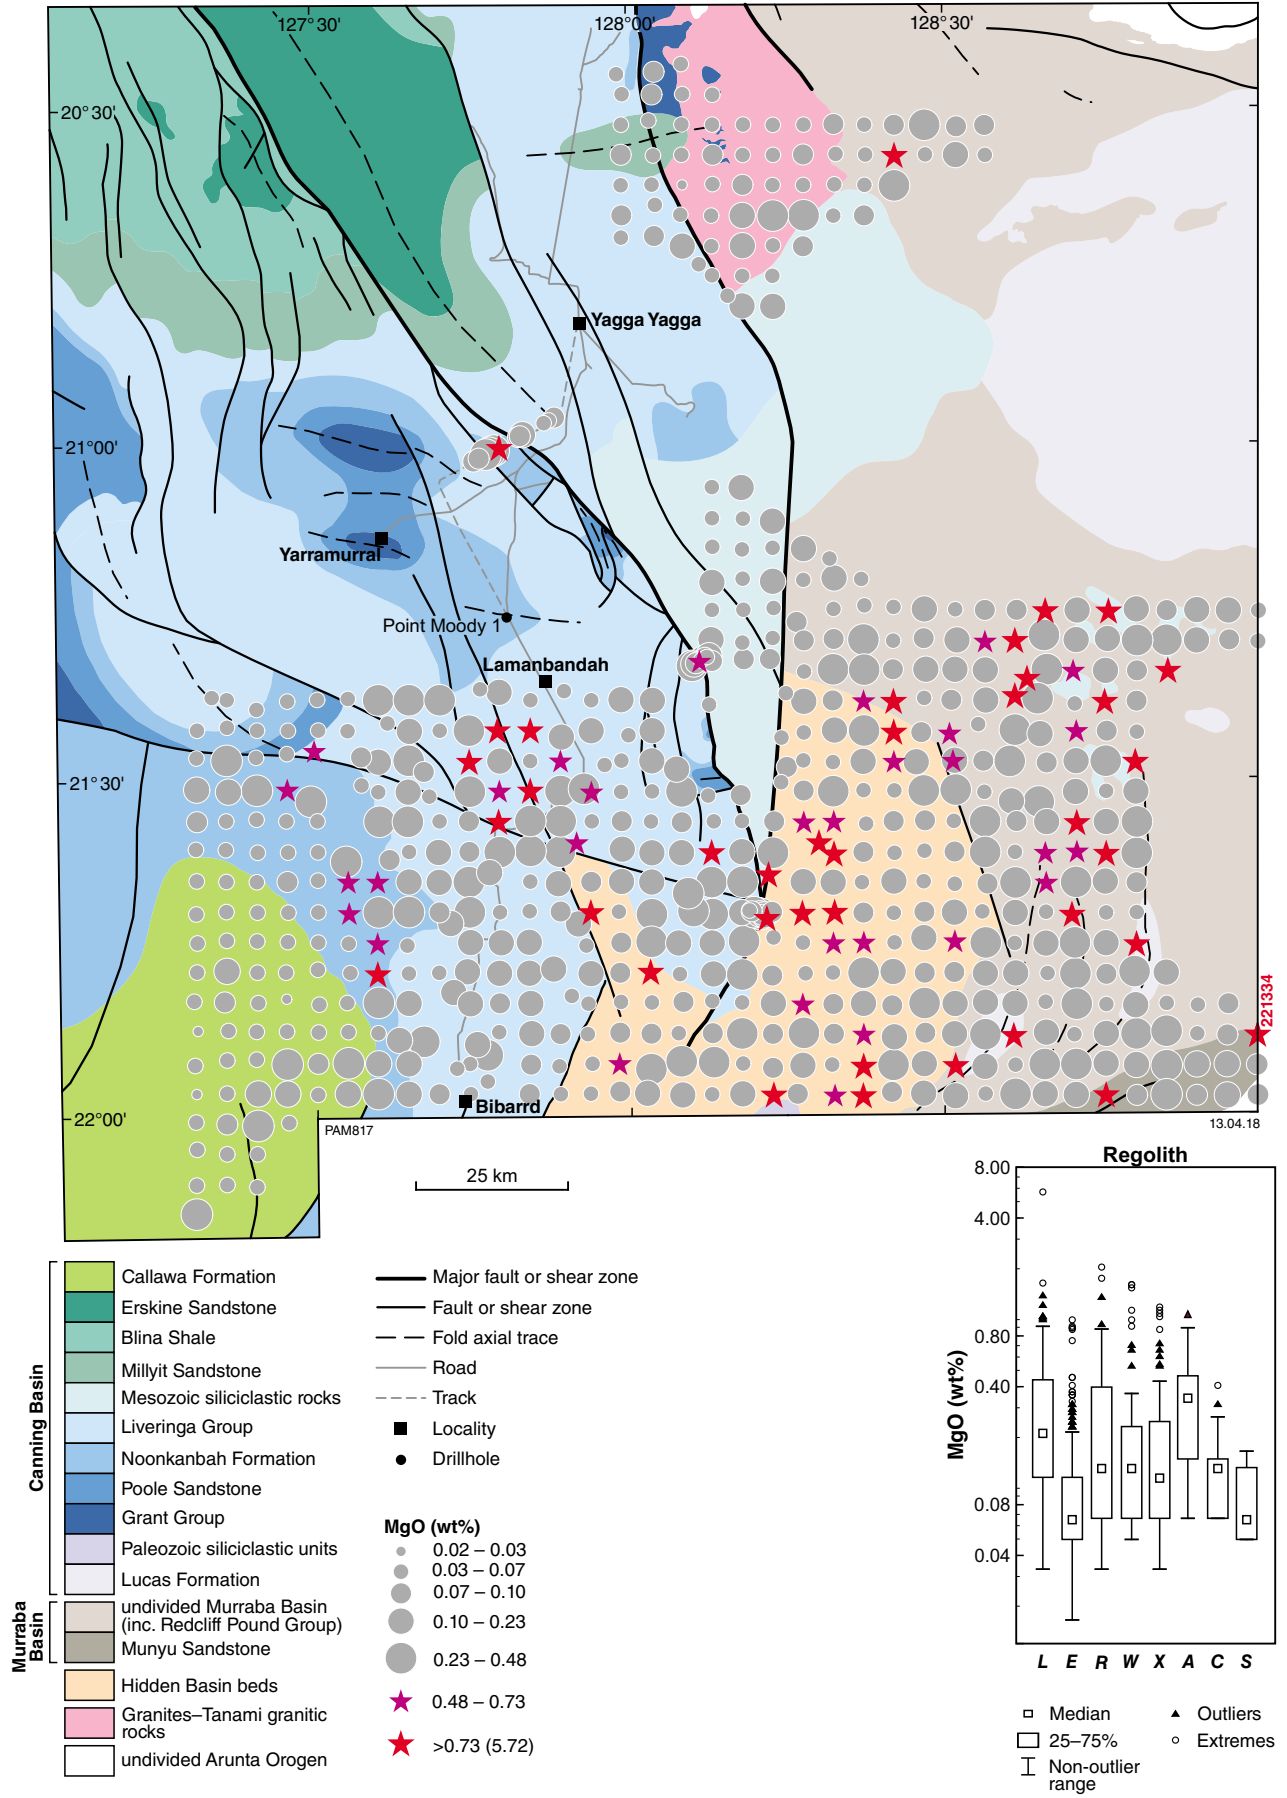 127°30'
128°00'
128°30'
20°30'
Yagga Yagga
21°00'
Yarramurral
Point Moody 1
Lamanbandah
21°30'
221334
Bibarrd
22°00'
PAM817
13.04.18
25 km
Canning Basin
Callawa Formation
Erskine Sandstone
Blina Shale
Millyit Sandstone
Mesozoic siliciclastic rocks
Liveringa Group
Noonkanbah Formation
Poole Sandstone
Grant Group
Paleozoic siliciclastic units
Lucas Formation
Murraba
Basin
undivided Murraba Basin
(inc. Redcliff Pound Group)
Munyu Sandstone
Hidden Basin beds
Granites–Tanami granitic
rocks
undivided Arunta Orogen
Major fault or shear zone
Fault or shear zone
Fold axial trace
Road
Track
Locality
Drillhole
MgO (wt%)
0.02 – 0.03
0.03 – 0.07
0.07 – 0.10
0.10 – 0.23
0.23 – 0.48
0.48 – 0.73
>0.73 (5.72)
Regolith
MgO (wt%)
8.00
4.00
0.80
0.40
0.08
0.04
L E R W X A C S
Median
25–75%
Non-outlier
range
Outliers
Extremes